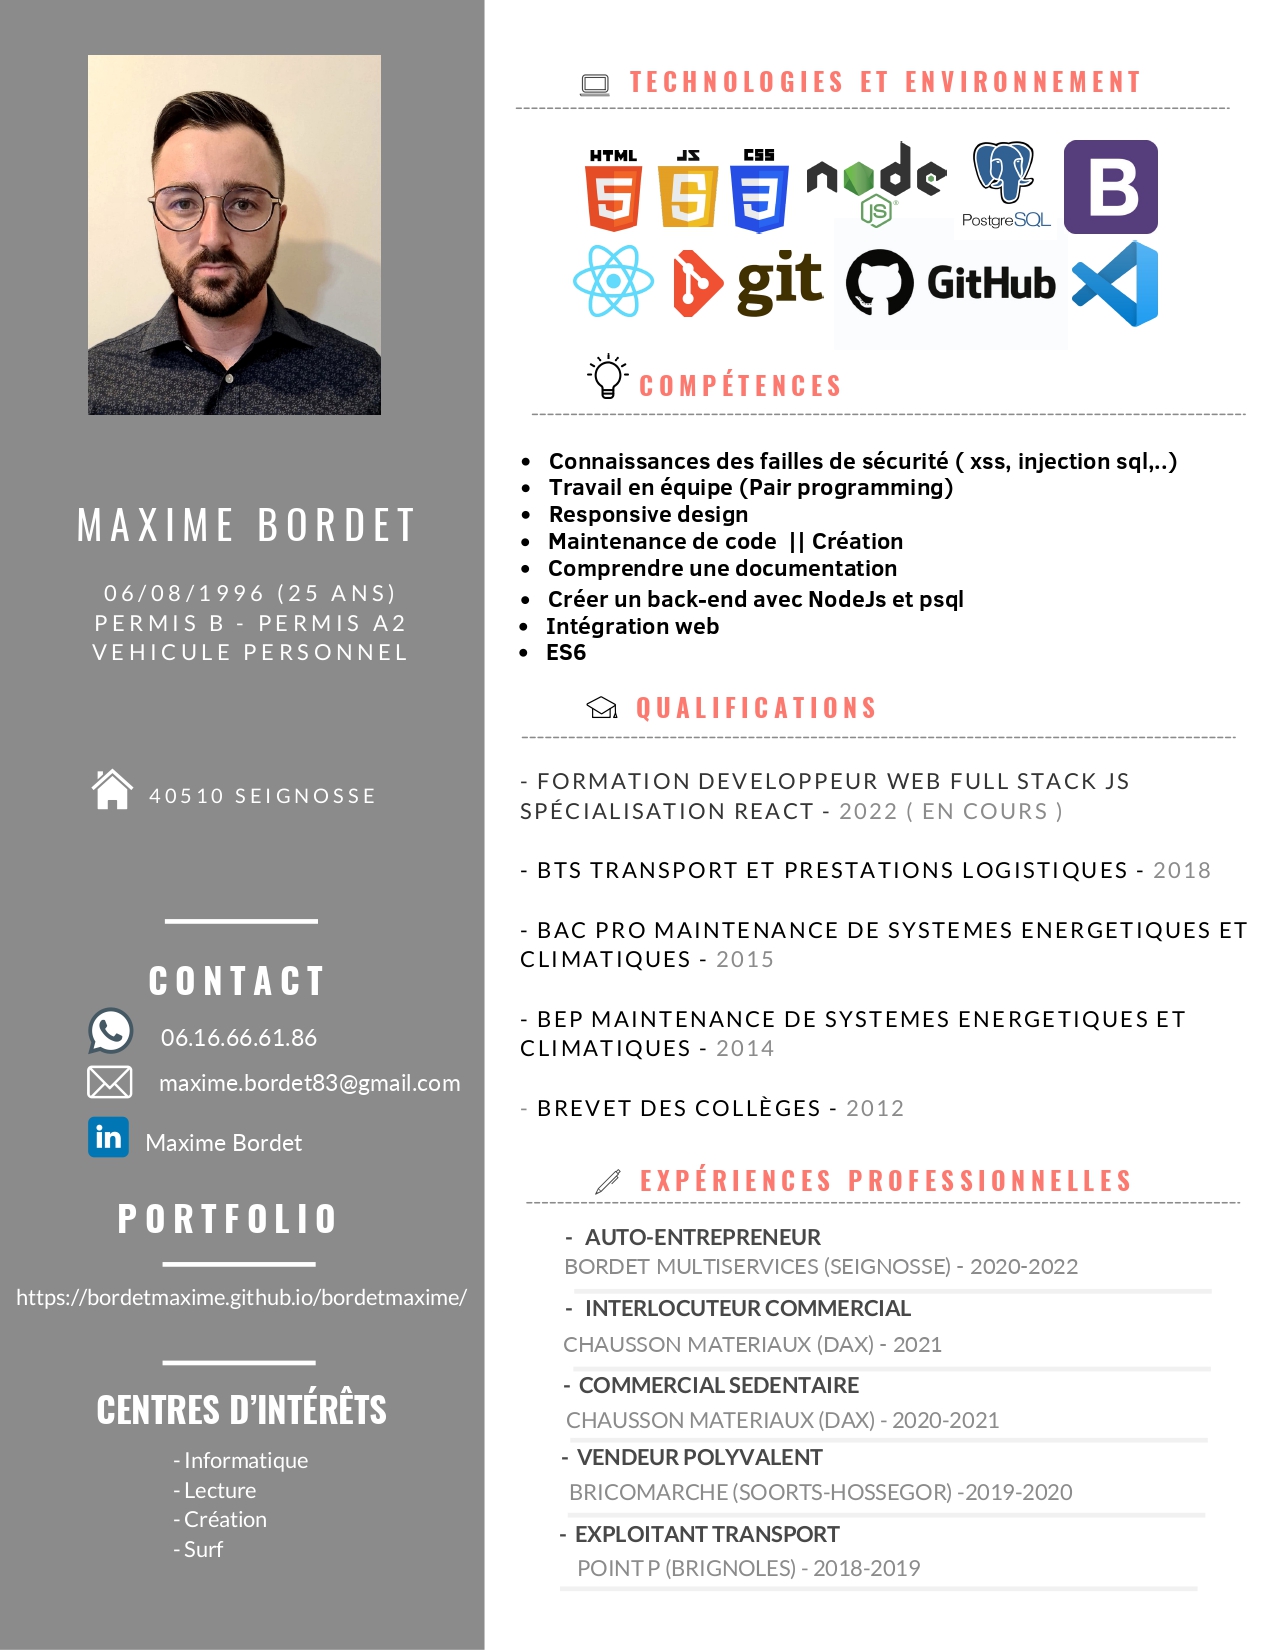 MAXIME BORDET
06/08/1996 (25 ANS)
PERMIS B - PERMIS A2
VEHICULE PERSONNEL
40510 SEIGNOSSE
CONTACT
06.16.66.61.86
maxime.bordet83@gmail.com
in Maxime Bordet
PORTFOLIO
https://bordetmaxime.github.io/bordetmaxime/
CENTRES D'INTÉRÊTS
- Informatique
- Lecture
- Création
- Surf
TECHNOLOGIES ET ENVIRONNEMENT
HTML JS CSS node PostgreSQL B
5 5 3 JS
git GitHub
COMPÉTENCES
• Connaissances des failles de sécurité ( xss, injection sql,..)
• Travail en équipe (Pair programming)
• Responsive design
• Maintenance de code || Création
• Comprendre une documentation
• Créer un back-end avec NodeJs et psql
• Intégration web
• ES6
QUALIFICATIONS
- FORMATION DEVELOPPEUR WEB FULL STACK JS
SPÉCIALISATION REACT - 2022 ( EN COURS )
- BTS TRANSPORT ET PRESTATIONS LOGISTIQUES - 2018
- BAC PRO MAINTENANCE DE SYSTEMES ENERGETIQUES ET
CLIMATIQUES - 2015
- BEP MAINTENANCE DE SYSTEMES ENERGETIQUES ET
CLIMATIQUES - 2014
- BREVET DES COLLÈGES - 2012
EXPÉRIENCES PROFESSIONNELLES
- AUTO-ENTREPRENEUR
BORDET MULTISERVICES (SEIGNOSSE) - 2020-2022
- INTERLOCUTEUR COMMERCIAL
CHAUSSON MATERIAUX (DAX) - 2021
- COMMERCIAL SEDENTAIRE
CHAUSSON MATERIAUX (DAX) - 2020-2021
- VENDEUR POLYVALENT
BRICOMARCHE (SOORTS-HOSSEGOR) -2019-2020
- EXPLOITANT TRANSPORT
POINT P (BRIGNOLES) - 2018-2019